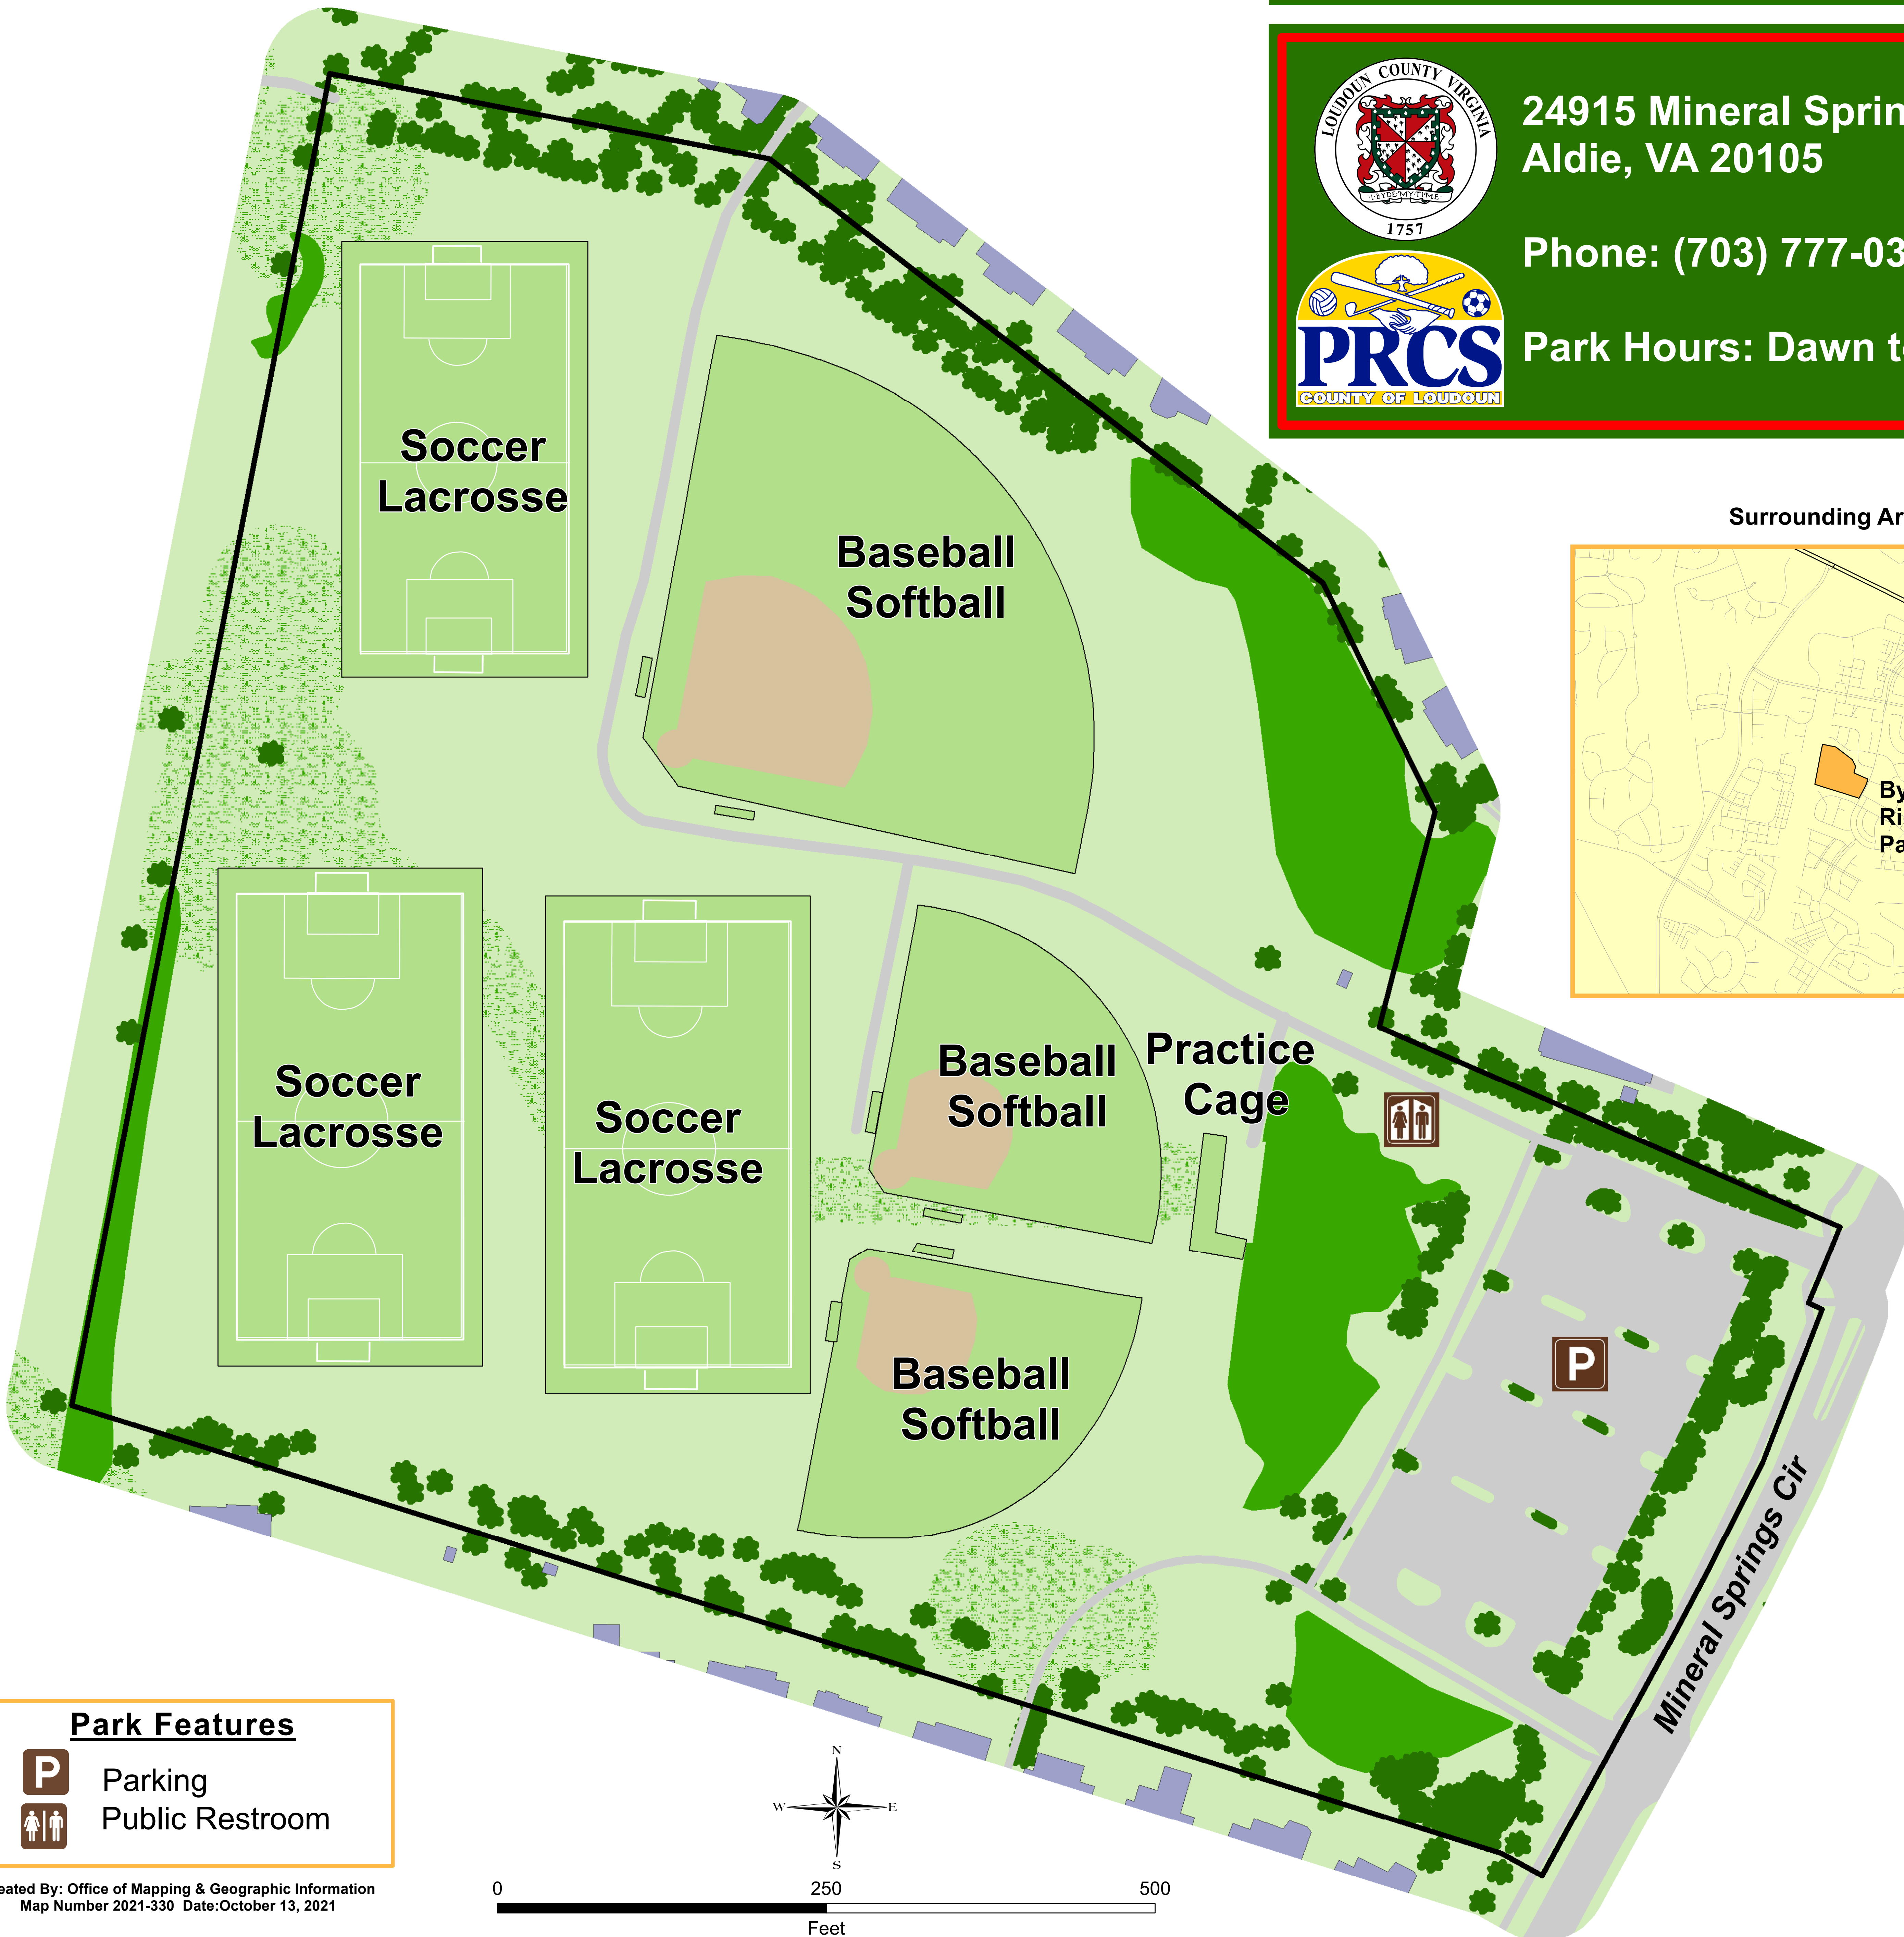 LOUDOUN COUNTY VIRGINIA
I·BYDE·MY·TIME
1757
PRCS
COUNTY OF LOUDOUN
24915 Mineral Sprin
Aldie, VA 20105
Phone: (703) 777-03
Park Hours: Dawn t
Surrounding Ar
By
Ri
Pa
Soccer
Lacrosse
Baseball
Softball
Soccer
Lacrosse
Soccer
Lacrosse
Baseball
Softball
Practice
Cage
Baseball
Softball
P
Mineral Springs Cir
Park Features
P
Parking
Public Restroom
eated By: Office of Mapping & Geographic Information
Map Number 2021-330 Date:October 13, 2021
N
W
E
S
0 250 500
Feet